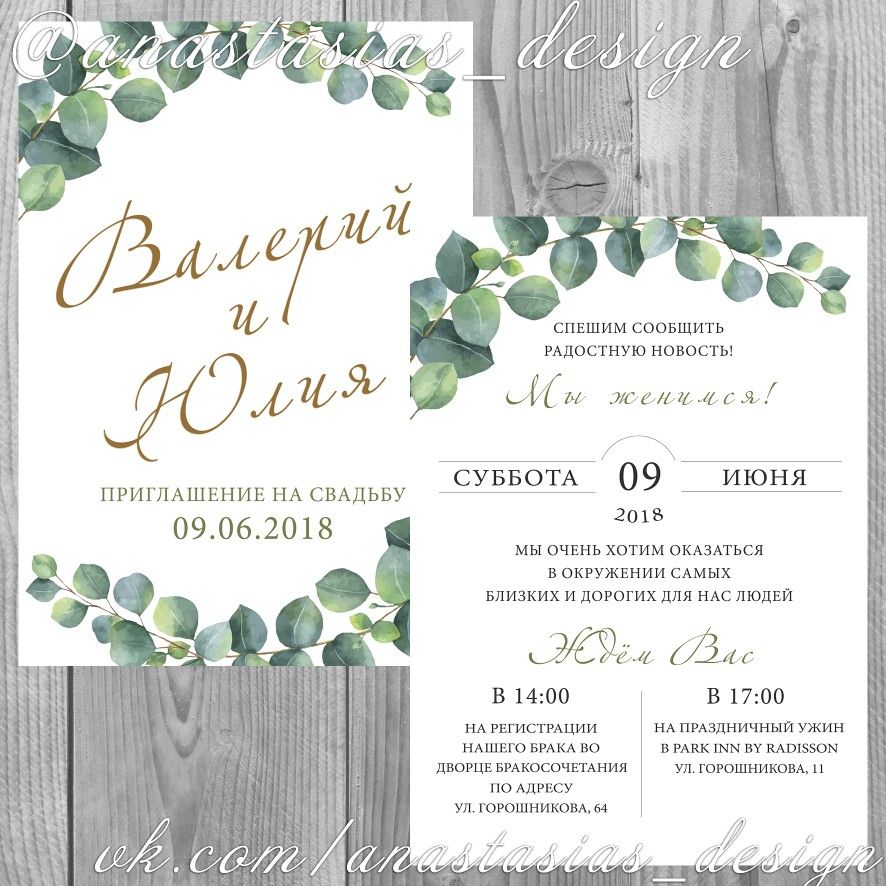 @anastasias_design
Валерий
и
Юлия
ПРИГЛАШЕНИЕ НА СВАДЬБУ
09.06.2018
СПЕШИМ СООБЩИТЬ
РАДОСТНУЮ НОВОСТЬ!
Мы женимся!
СУББОТА 09 ИЮНЯ
2018
МЫ ОЧЕНЬ ХОТИМ ОКАЗАТЬСЯ
В ОКРУЖЕНИИ САМЫХ
БЛИЗКИХ И ДОРОГИХ ДЛЯ НАС ЛЮДЕЙ
Ждём Вас
В 14:00
НА РЕГИСТРАЦИИ
НАШЕГО БРАКА ВО
ДВОРЦЕ БРАКОСОЧЕТАНИЯ
ПО АДРЕСУ
УЛ. ГОРОШНИКОВА, 64
В 17:00
НА ПРАЗДНИЧНЫЙ УЖИН
В PARK INN BY RADISSON
УЛ. ГОРОШНИКОВА, 11
vk.com/anastasias_design